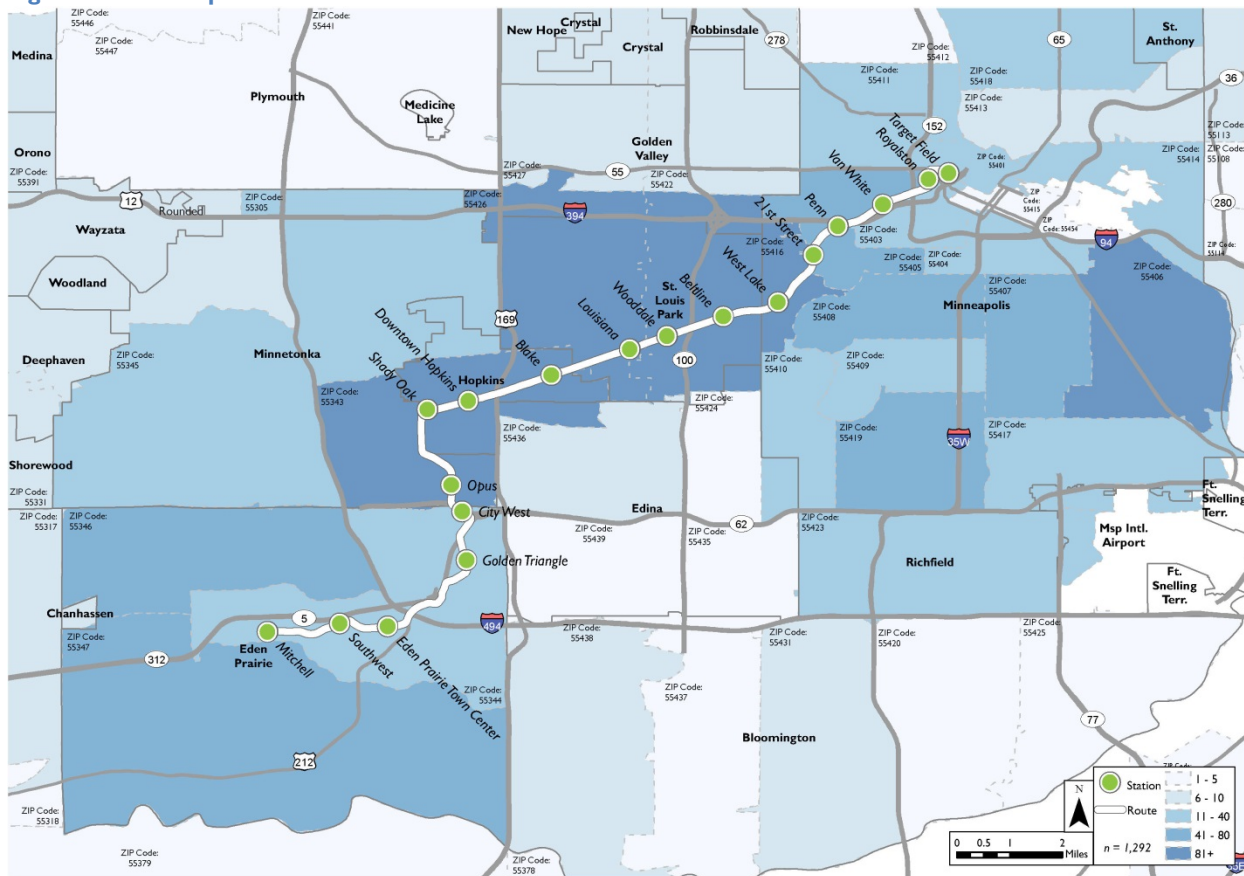 ZIP Code:
55446
ZIP Code:
55447
ZIP Code:
55441
Crystal
New Hope
Crystal
Robbinsdale
278
ZIP Code:
55412
65
St.
Anthony
36
Medina
Plymouth
Medicine
Lake
ZIP Code:
55411
ZIP Code:
55418
ZIP Code:
55413
ZIP Code:
55113
ZIP Code:
55108
152
Target Field
Royalston
Orono
ZIP Code:
55391
Golden
Valley
ZIP Code:
55427
55
ZIP Code:
55422
Van White
ZIP Code:
55401
ZIP Code:
55414
12
Rounded
ZIP Code:
55305
ZIP Code:
55426
394
Penn
ZIP Code:
55415
ZIP
Code: 55454
280
Wayzata
21st Street
ZIP Code:
55416
ZIP Code:
55403
ZIP Code:
55405
ZIP Code:
55404
94
ZIP Code:
55114
ZIP Code:
55406
Woodland
West Lake
Beltline
St.
Louis
Park
Wooddale
Louisiana
ZIP Code:
55407
Minneapolis
ZIP Code:
55408
169
Deephaven
ZIP Code:
55345
Minnetonka
Downtown Hopkins
Shady Oak
Blake
Hopkins
100
ZIP Code:
55410
ZIP Code:
55409
ZIP Code:
55343
ZIP Code:
55424
ZIP Code:
55436
ZIP Code:
55419
35W
ZIP Code:
55417
Shorewood
ZIP Code:
55331
Opus
City West
Ft.
Snelling
Terr.
ZIP Code:
55317
ZIP Code:
55346
Edina
62
ZIP Code:
55439
ZIP Code:
55435
ZIP Code:
55423
Msp Intl.
Airport
Golden Triangle
Richfield
Ft.
Snelling
Terr.
Chanhassen
5
494
ZIP Code:
55347
312
Eden
Prairie
Mitchell
Southwest
Eden Prairie Town Center
ZIP Code:
55438
ZIP Code:
55431
ZIP Code:
55420
ZIP Code:
55425
ZIP Code:
55344
ZIP Code:
55437
77
212
Bloomington
ZIP Code:
55318
ZIP Code:
55379
ZIP Code:
55378
Station
Route
n = 1,292
1 - 5
6 - 10
11 - 40
41 - 80
81+
N
0 0.5 1 2
Miles